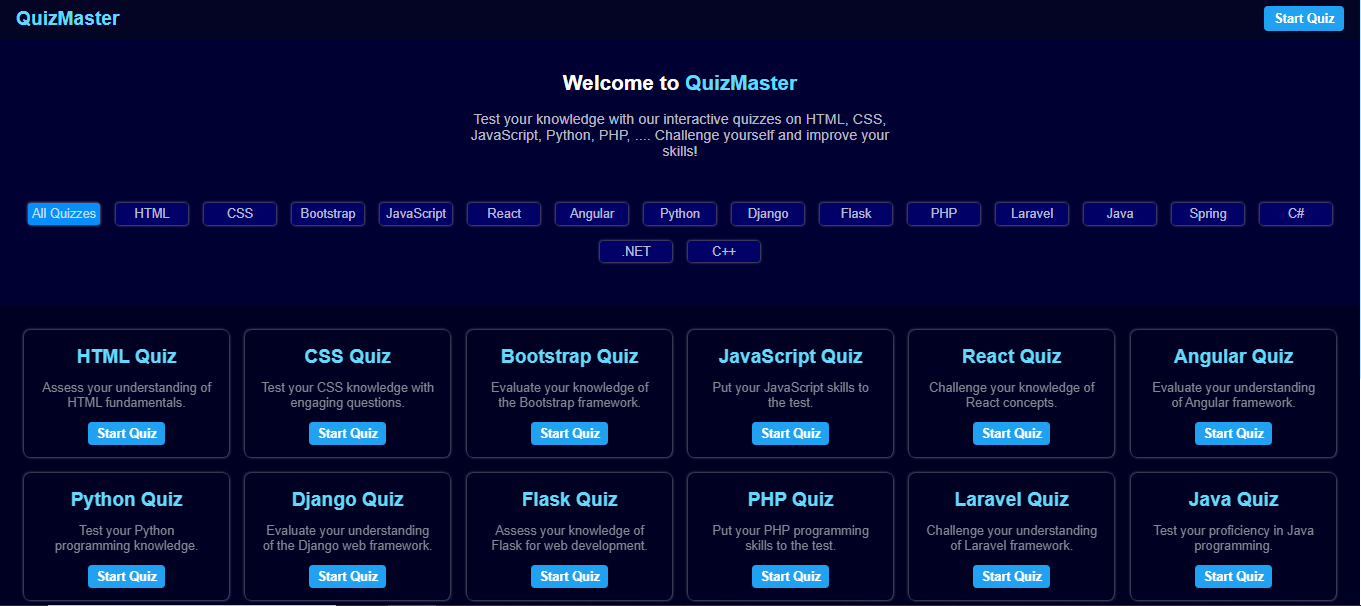 QuizMaster
Start Quiz
Welcome to QuizMaster
Test your knowledge with our interactive quizzes on HTML, CSS,
JavaScript, Python, PHP, .... Challenge yourself and improve your
skills!
All Quizzes HTML CSS Bootstrap JavaScript React Angular Python Django Flask PHP Laravel Java Spring C#
.NET C++
HTML Quiz
Assess your understanding of
HTML fundamentals.
Start Quiz
CSS Quiz
Test your CSS knowledge with
engaging questions.
Start Quiz
Bootstrap Quiz
Evaluate your knowledge of
the Bootstrap framework.
Start Quiz
JavaScript Quiz
Put your JavaScript skills to
the test.
Start Quiz
React Quiz
Challenge your knowledge of
React concepts.
Start Quiz
Angular Quiz
Evaluate your understanding
of Angular framework.
Start Quiz
Python Quiz
Test your Python
programming knowledge.
Start Quiz
Django Quiz
Evaluate your understanding
of the Django web framework.
Start Quiz
Flask Quiz
Assess your knowledge of
Flask for web development.
Start Quiz
PHP Quiz
Put your PHP programming
skills to the test.
Start Quiz
Laravel Quiz
Challenge your understanding
of Laravel framework.
Start Quiz
Java Quiz
Test your proficiency in Java
programming.
Start Quiz